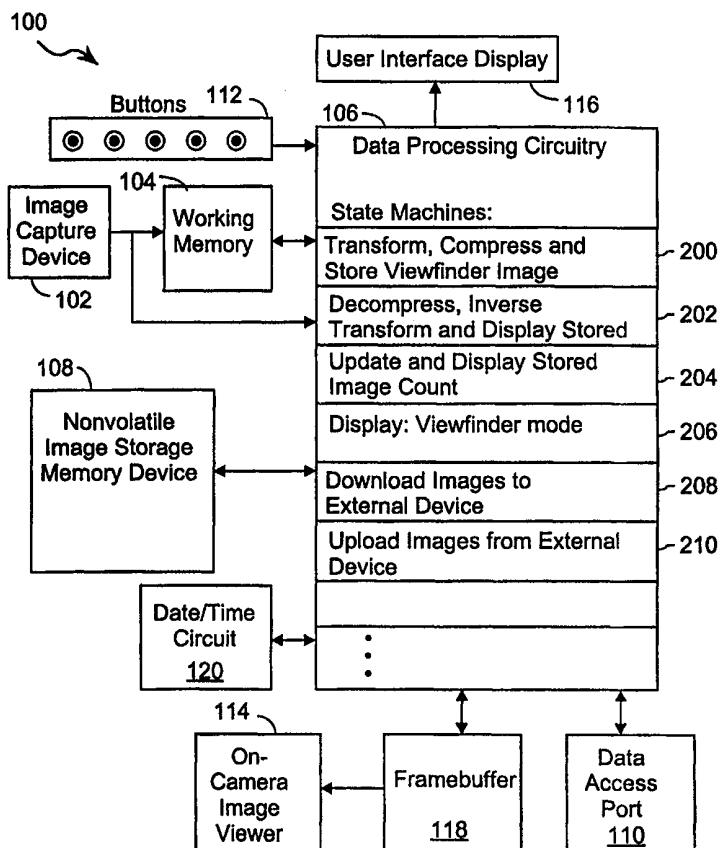 100
User Interface Display
116
Buttons
112
106
Data Processing Circuitry
State Machines:
104
Image
Capture
Device
102
Working
Memory
Transform, Compress and
Store Viewfinder Image
200
Decompress, Inverse
Transform and Display Stored
202
Update and Display Stored
Image Count
204
108
Nonvolatile
Image Storage
Memory Device
Display: Viewfinder mode
206
Download Images to
External Device
208
Upload Images from External
Device
210
Date/Time
Circuit
120
114
On-
Camera
Image
Viewer
Framebuffer
118
Data
Access
Port
110